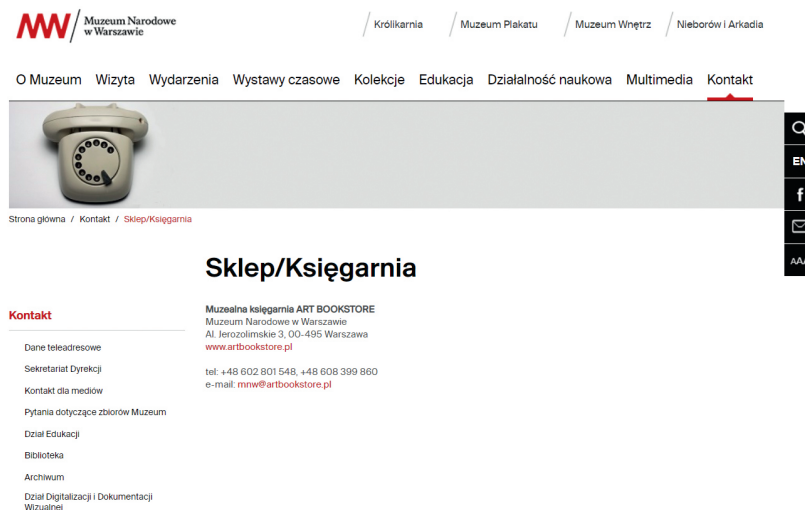 Muzeum Narodowe
w Warszawie
Królikarnia
Muzeum Plakatu
Muzeum Wnętrz
Nieborów i Arkadia
O Muzeum Wizyta Wydarzenia Wystawy czasowe Kolekcje Edukacja Działalność naukowa Multimedia Kontakt
EN
f
AAA
Strona główna / Kontakt / Sklep/Księgarnia
Sklep/Księgarnia
Kontakt
Dane teleadresowe
Sekretariat Dyrekcji
Kontakt dla mediów
Pytania dotyczące zbiorów Muzeum
Dział Edukacji
Biblioteka
Archiwum
Dział Digitalizacji i Dokumentacji
Wizualnej
Muzealna księgarnia ART BOOKSTORE
Muzeum Narodowe w Warszawie
Al. Jerozolimskie 3, 00-495 Warszawa
www.artbookstore.pl
tel: +48 602 801 548, +48 608 399 860
e-mail: mnw@artbookstore.pl